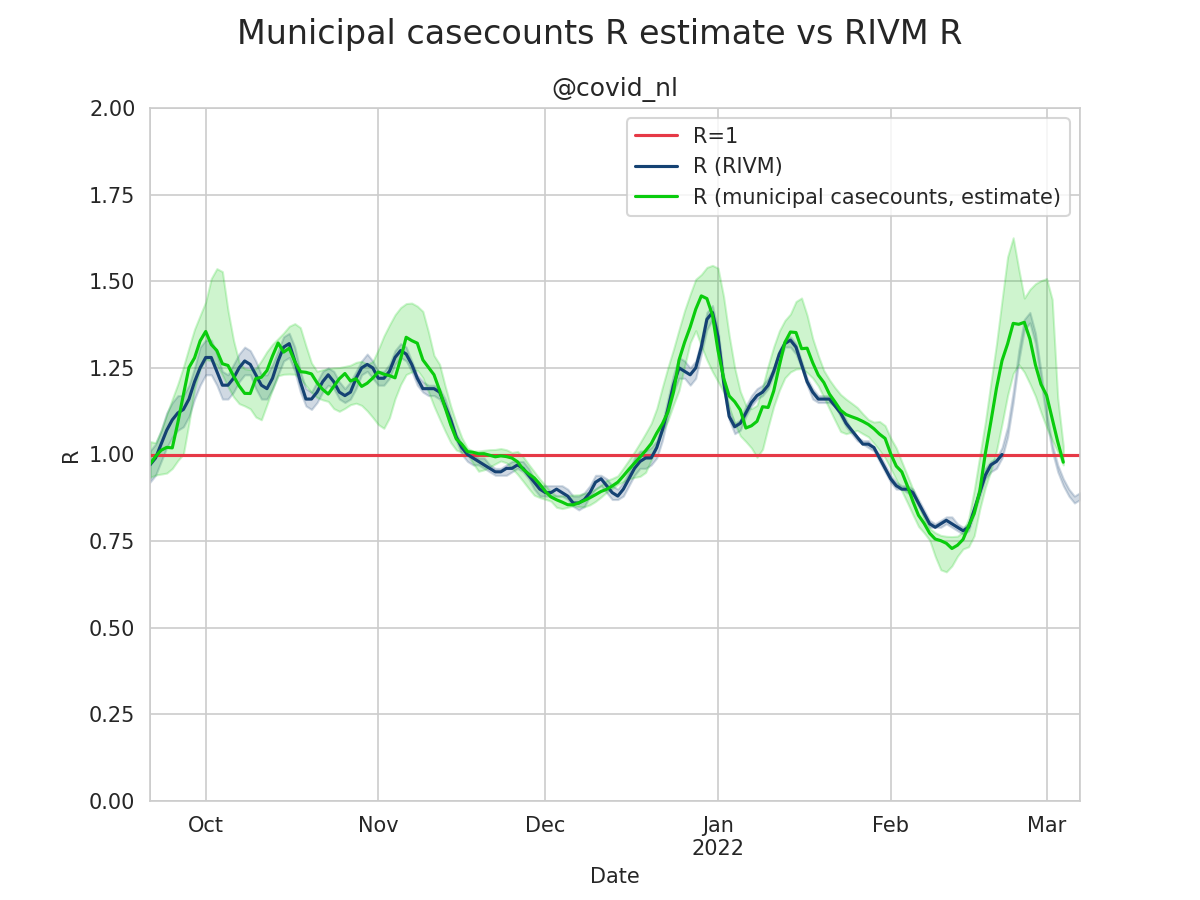 Municipal casecounts R estimate vs RIVM R
@covid_nl
R=1
R (RIVM)
R (municipal casecounts, estimate)
2.00
1.75
1.50
1.25
1.00
0.75
0.50
0.25
0.00
R
Oct Nov Dec Jan Feb Mar
2022
Date